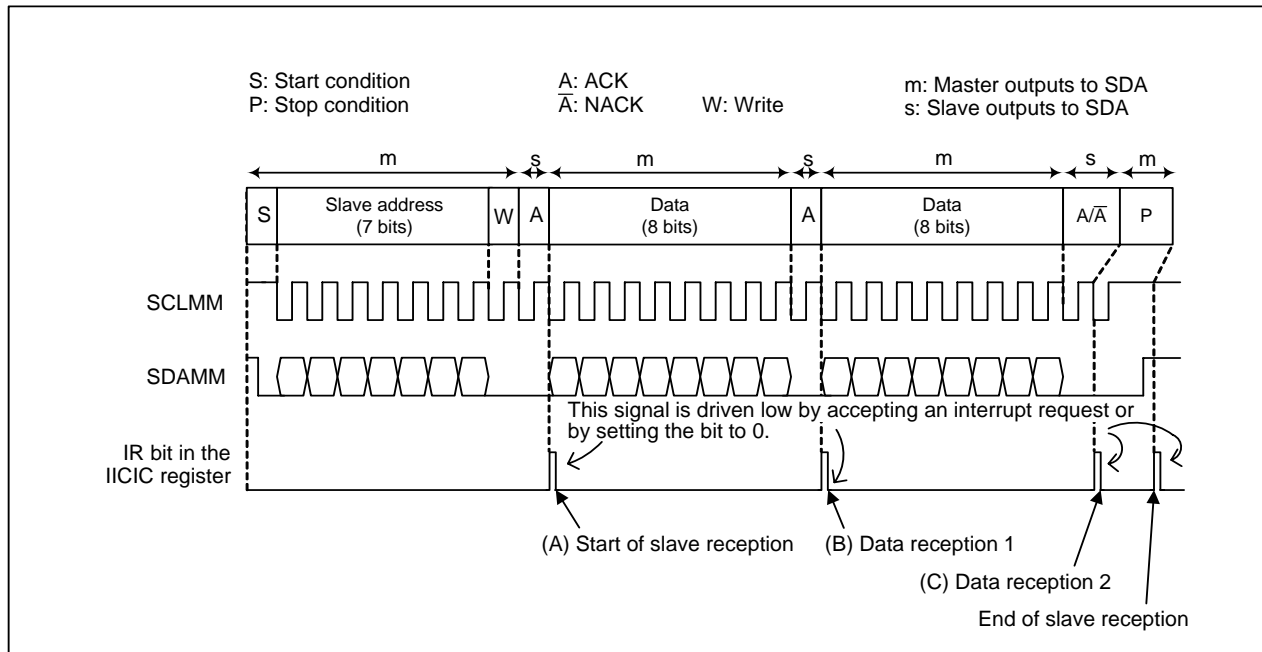 S: Start condition
P: Stop condition
A: ACK
A̅: NACK
W: Write
m: Master outputs to SDA
s: Slave outputs to SDA
m s m s m s m
S Slave address (7 bits) W A Data (8 bits) A Data (8 bits) A/A̅ P
SCLMM
SDAMM
This signal is driven low by accepting an interrupt request or
by setting the bit to 0.
IR bit in the
IICIC register
(A) Start of slave reception
(B) Data reception 1
(C) Data reception 2
End of slave reception